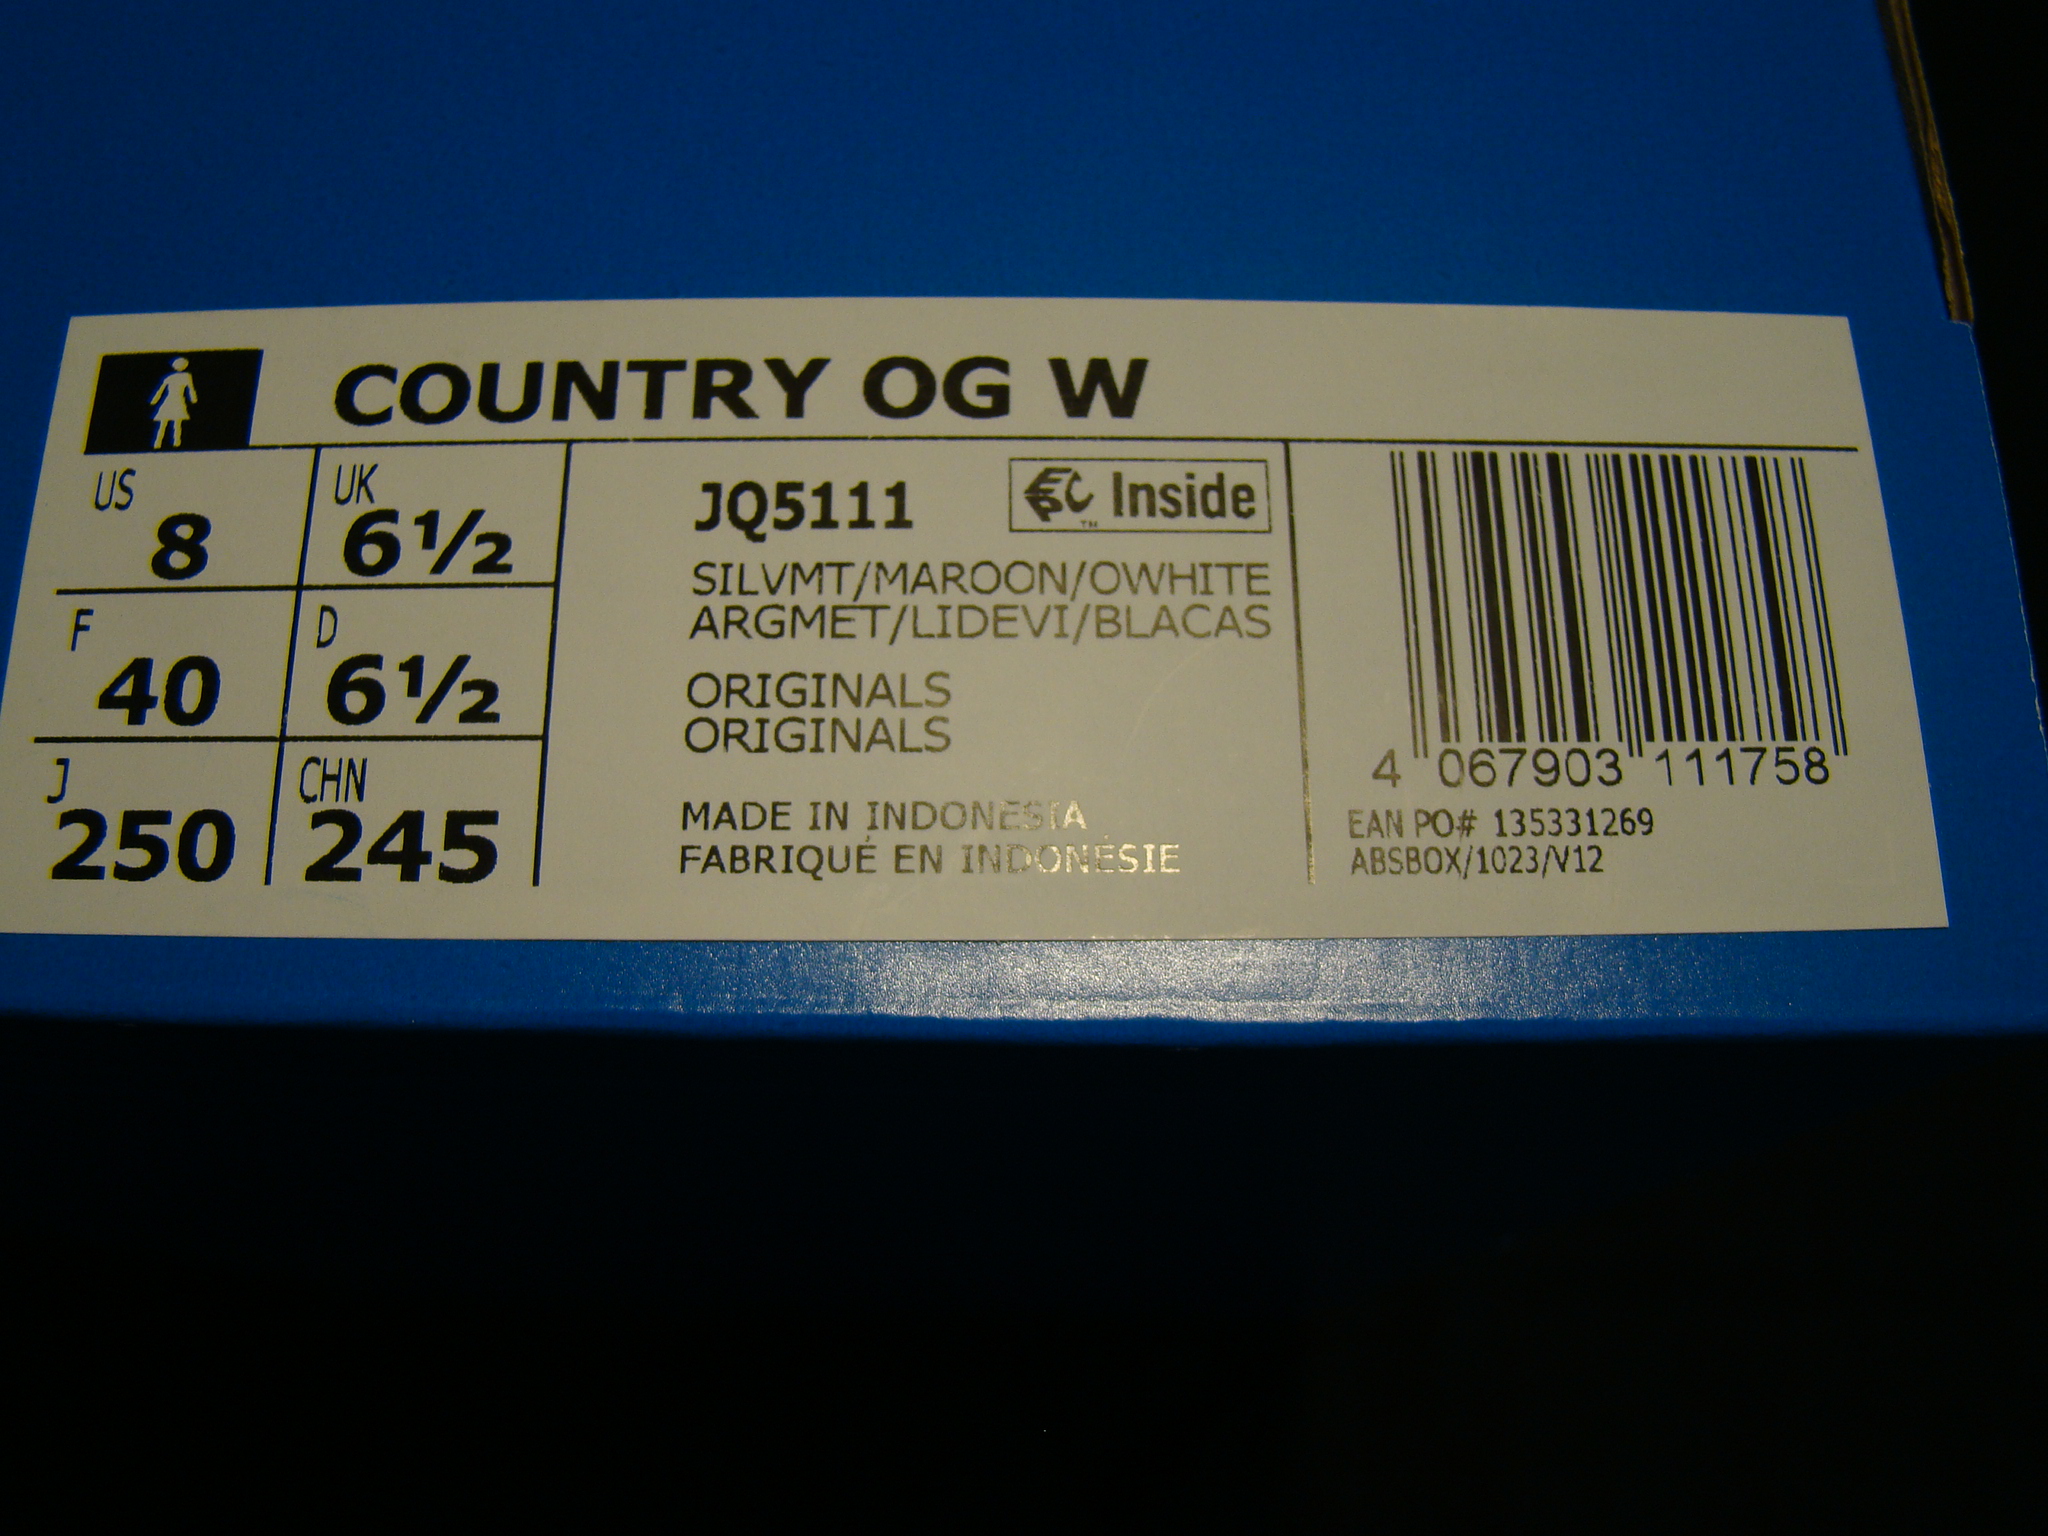 COUNTRY OG W
US
8
UK
6½
F
40
D
6½
J
250
CHN
245
JQ5111
EPC™ Inside
SILVMT/MAROON/OWHITE
ARGMET/LIDEVI/BLACAS
ORIGINALS
ORIGINALS
MADE IN INDONESIA
FABRIQUÉ EN INDONÉSIE
4 067903 111758
EAN PO# 135331269
ABSBOX/1023/V12